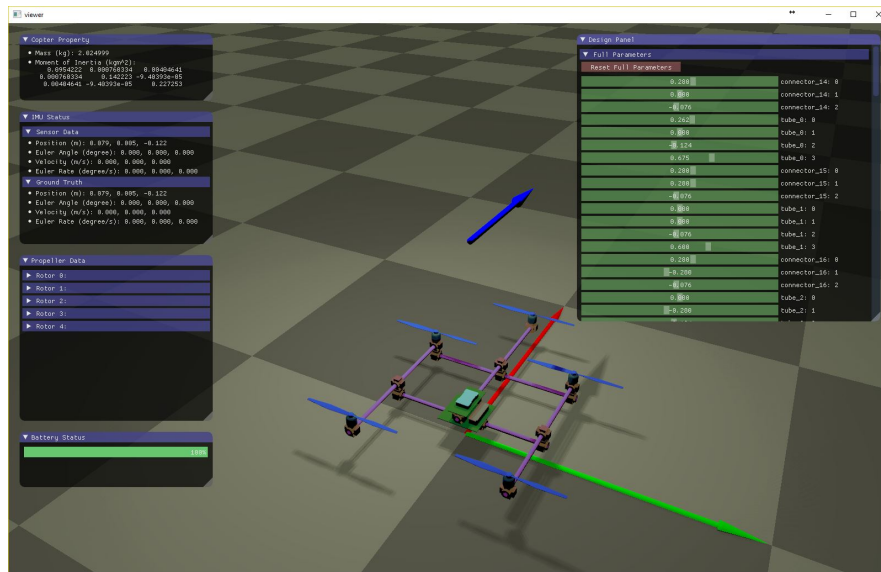 viewer
Copter Property
Mass (kg): 2.024999
Moment of Inertia (kgm^2):
0.0954222 0.000760334 0.00404641
0.000760334 0.142223 -9.40393e-05
0.00404641 -9.40393e-05 0.227253
IMU Status
Sensor Data
Position (m): 0.079, 0.005, -0.122
Euler Angle (degree): 0.000, 0.000, 0.000
Velocity (m/s): 0.000, 0.000, 0.000
Euler Rate (degree/s): 0.000, 0.000, 0.000
Ground Truth
Position (m): 0.079, 0.005, -0.122
Euler Angle (degree): 0.000, 0.000, 0.000
Velocity (m/s): 0.000, 0.000, 0.000
Euler Rate (degree/s): 0.000, 0.000, 0.000
Propeller Data
Rotor 0:
Rotor 1:
Rotor 2:
Rotor 3:
Rotor 4:
Battery Status
100%
Design Panel
Full Parameters
Reset Full Parameters
0.280 connector_14: 0
0.000 connector_14: 1
-0.076 connector_14: 2
0.262 tube_0: 0
0.000 tube_0: 1
-0.124 tube_0: 2
0.675 tube_0: 3
0.280 connector_15: 0
0.280 connector_15: 1
-0.076 connector_15: 2
0.000 tube_1: 0
0.000 tube_1: 1
-0.076 tube_1: 2
0.600 tube_1: 3
0.280 connector_16: 0
-0.280 connector_16: 1
-0.076 connector_16: 2
0.000 tube_2: 0
-0.280 tube_2: 1